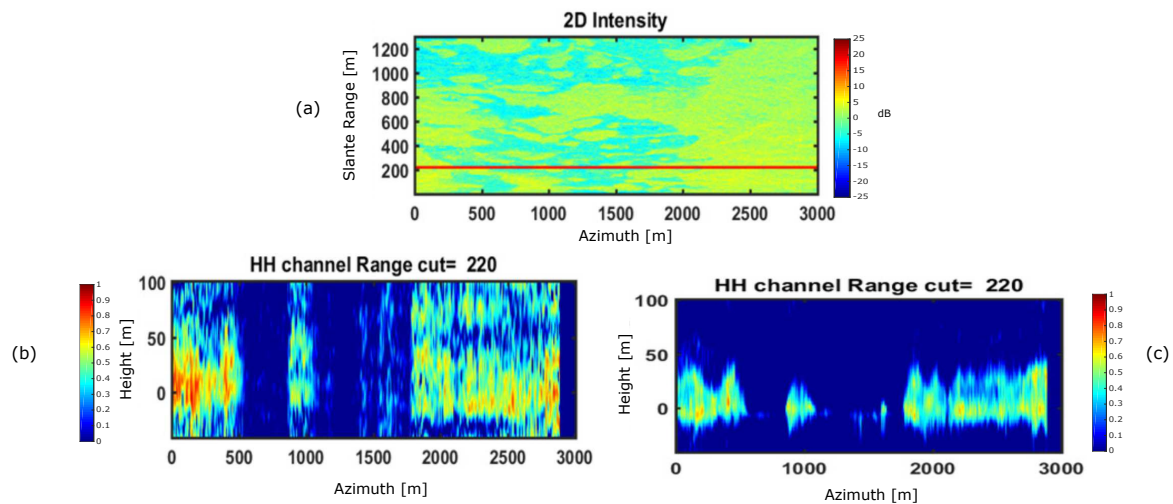 2D Intensity
(a)
Slante Range [m]
1200
1000
800
600
400
200
0 500 1000 1500 2000 2500 3000
Azimuth [m]
25
20
15
10
5
0
-5
-10
-15
-20
-25
dB
(b)
1
0.9
0.8
0.7
0.6
0.5
0.4
0.3
0.2
0.1
0
HH channel Range cut= 220
Height [m]
100
50
0
0 500 1000 1500 2000 2500 3000
Azimuth [m]
HH channel Range cut= 220
Height [m]
100
50
0
0 1000 2000 3000
Azimuth [m]
1
0.9
0.8
0.7
0.6
0.5
0.4
0.3
0.2
0.1
0
(c)